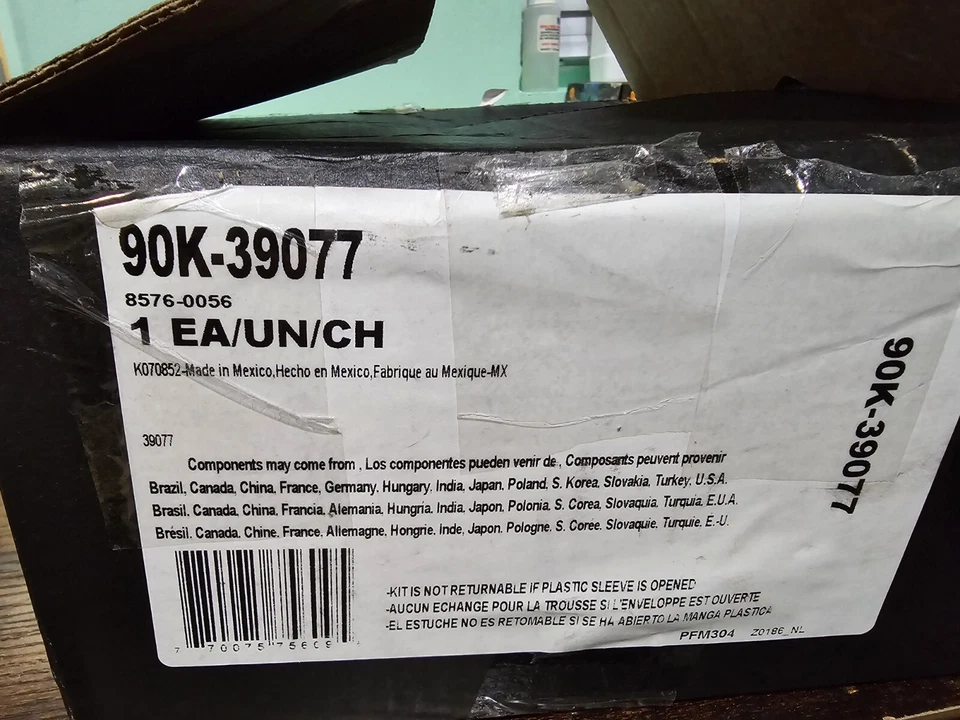 90K-39077
8576-0056
1 EA/UN/CH
K070852-Made in Mexico,Hecho en Mexico,Fabrique au Mexique-MX
90K-39077
39077
Components may come from , Los componentes pueden venir de , Composants peuvent provenir
Brazil, Canada, China, France, Germany, Hungary, India, Japan, Poland, S. Korea, Slovakia, Turkey, U.S.A.
Brasil, Canada, China, Francia, Alemania, Hungria, India, Japon, Polonia, S. Corea, Slovaquia, Turquia, E.U.A.
Brésil, Canada, Chine, France, Allemagne, Hongrie, Inde, Japon, Pologne, S. Corée, Slovaquie, Turquie, E.-U.
-KIT IS NOT RETURNABLE IF PLASTIC SLEEVE IS OPENED
-AUCUN ECHANGE POUR LA TROUSSE SI L'ENVELOPPE EST OUVERTE
-EL ESTUCHE NO ES RETOMABLE SI SE HA ABIERTO LA MANGA PLASTICA
PFM304 Z0186_NL
7 70075 75609